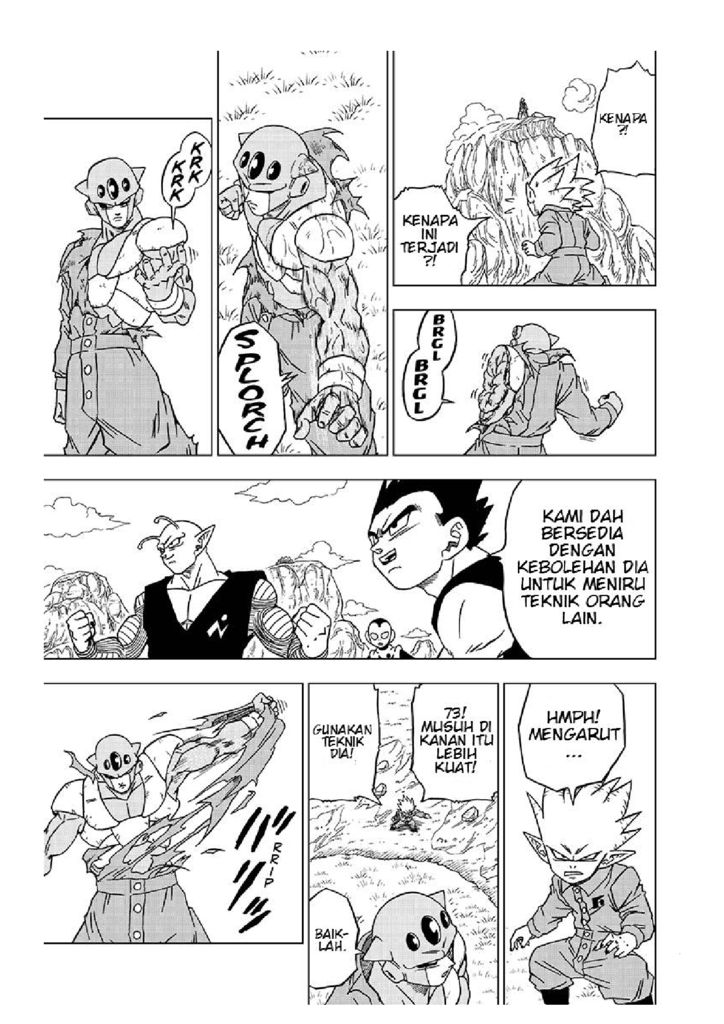 KENAPA
?!
KENAPA
INI
TERJADI
?!
SPLORCH
KRK
KRK
BRGL
BRGL
KAMI DAH
BERSEDIA
DENGAN
KEBOLEHAN DIA
UNTUK MENIRU
TEKNIK ORANG
LAIN.
HMPH!
MENGARUT
...
73!
MUSUH DI
KANAN ITU
LEBIH
KUAT!
GUNAKAN
TEKNIK
DIA!
BAIK-
LAH.
RRIP